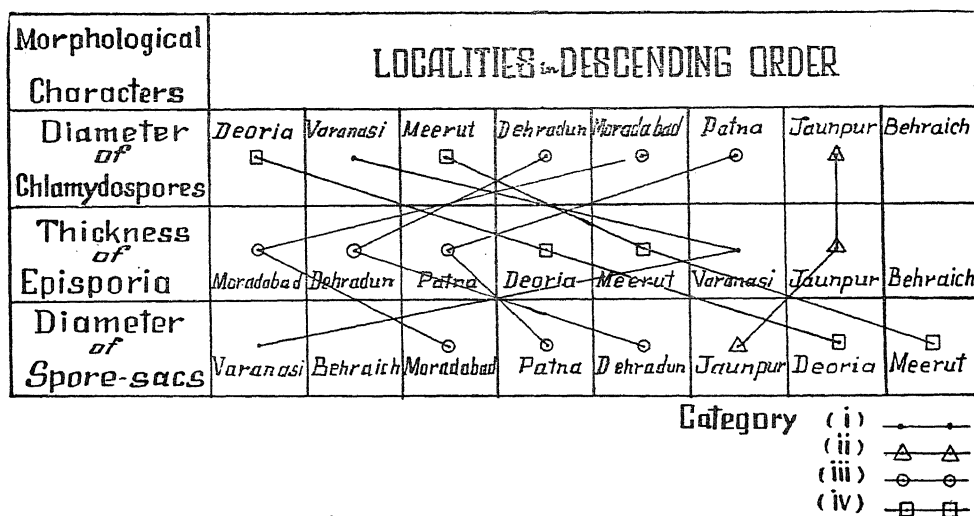 Morphological
Characters
LOCALITIES in DESCENDING ORDER
Diameter
of
Chlamydospores
Deoria Varanasi Meerut Dehradun Moradabad Patna Jaunpur Behraich
Thickness
of
Episporia
Moradabad Dehradun Patna Deoria Meerut Varanasi Jaunpur Behraich
Diameter
of
Spore-sacs
Varanasi Behraich Moradabad Patna Dehradun Jaunpur Deoria Meerut
Category (i)
(ii)
(iii)
(iv)